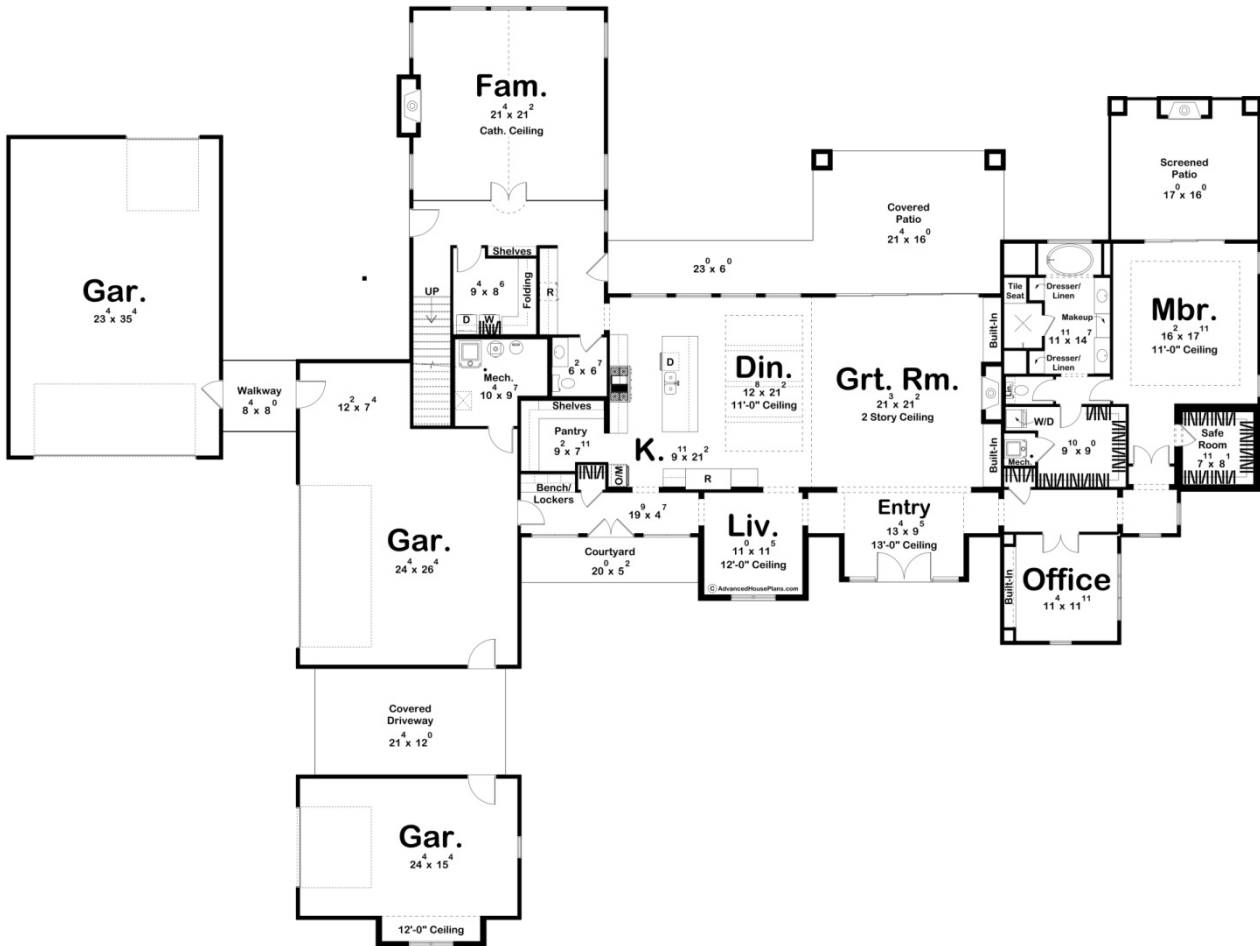 Fam.
21⁴ x 21²
Cath. Ceiling
Screened
Patio
17⁰ x 16⁰
Covered
Patio
21⁴ x 16⁰
Gar.
23⁴ x 35⁴
Shelves
23⁰ x 6⁰
UP
9⁴ x 8⁶
Folding
R
D
W
Tile
Seat
Dresser/
Linen
Makeup
11¹¹ x 14⁷
Dresser/
Linen
Mbr.
16² x 17¹¹
11'-0" Ceiling
Built-In
Walkway
8⁴ x 8⁰
12² x 7⁴
Mech.
10⁴ x 9⁷
6² x 6⁷
D
Din.
12⁸ x 21²
11'-0" Ceiling
Grt. Rm.
21³ x 21²
2 Story Ceiling
Lin.
Shelves
Pantry
9² x 7¹¹
K.
9¹¹ x 21²
O/M
R
Built-In
W/D
Mech.
9¹⁰ x 9⁰
Safe
Room
7¹¹ x 8¹
Bench/
Lockers
19⁹ x 4⁷
Liv.
11⁰ x 11⁵
12'-0" Ceiling
© AdvancedHousePlans.com
Entry
13⁴ x 9⁵
13'-0" Ceiling
Gar.
24⁴ x 26⁴
Courtyard
20⁰ x 5²
Built-In
Office
11⁴ x 11¹¹
Covered
Driveway
21⁴ x 12⁰
Gar.
24⁴ x 15⁴
12'-0" Ceiling